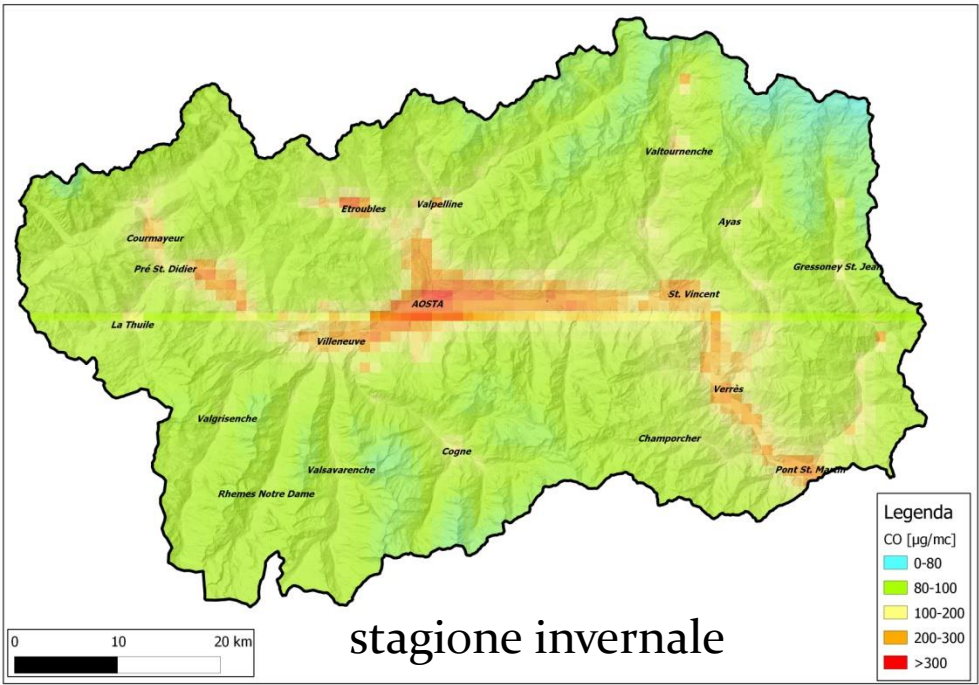 Valtournenche
Etroubles
Valpelline
Ayas
Courmayeur
Pré St. Didier
Gressoney St. Jean
St. Vincent
AOSTA
La Thuile
Villeneuve
Verrès
Valgrisenche
Champorcher
Cogne
Valsavarenche
Pont St. Martin
Rhemes Notre Dame
Legenda
CO [µg/mc]
0-80
80-100
100-200
200-300
>300
0 10 20 km
stagione invernale